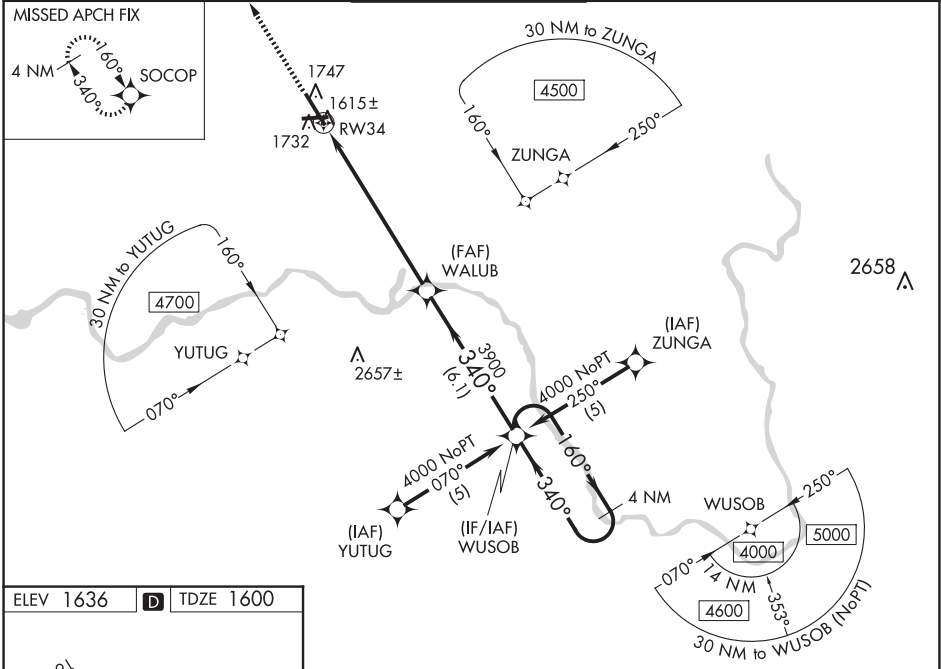 MISSED APCH FIX
4 NM
160°
340°
SOCOP
1747
1615±
1732
RW34
30 NM to ZUNGA
4500
160°
250°
ZUNGA
30 NM to YUTUG
160°
4700
YUTUG
070°
(FAF)
WALUB
2658
2657±
3900
340°
(6.1)
(IAF)
ZUNGA
4000 NoPT
250°
(5)
4000 NoPT
070°
(5)
160°
340°
4 NM
(IAF)
YUTUG
(IF/IAF)
WUSOB
WUSOB
250°
5000
4000
070°
14 NM
4600
353°
30 NM to WUSOB (NoPT)
ELEV 1636
D
TDZE 1600